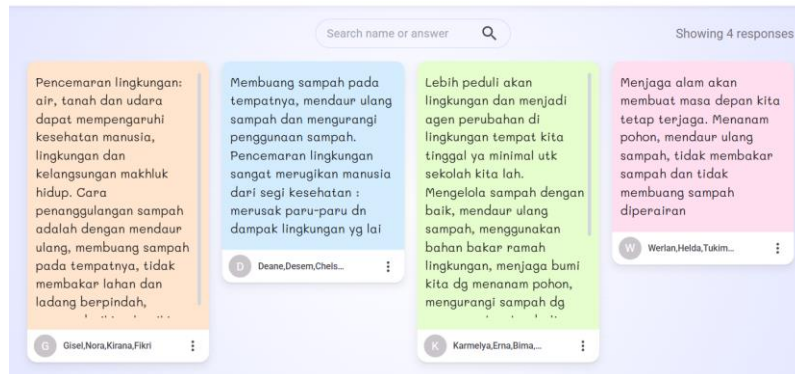 Search name or answer
Showing 4 responses
Pencemaran lingkungan:
air, tanah dan udara
dapat mempengaruhi
kesehatan manusia,
lingkungan dan
kelangsungan makhluk
hidup. Cara
penanggulangan sampah
adalah dengan mendaur
ulang, membuang sampah
pada tempatnya, tidak
membakar lahan dan
ladang berpindah,
G
Gisel,Nora,Kirana,Fikri
Membuang sampah pada
tempatnya, mendaur ulang
sampah dan mengurangi
penggunaan sampah.
Pencemaran lingkungan
sangat merugikan manusia
dari segi kesehatan :
merusak paru-paru dn
dampak lingkungan yg lai
D
Deane,Desem,Chels...
Lebih peduli akan
lingkungan dan menjadi
agen perubahan di
lingkungan tempat kita
tinggal ya minimal utk
sekolah kita lah.
Mengelola sampah dengan
baik, mendaur ulang
sampah, menggunakan
bahan bakar ramah
lingkungan, menjaga bumi
kita dg menanam pohon,
mengurangi sampah dg
K
Karmelya,Erna,Bima,...
Menjaga alam akan
membuat masa depan kita
tetap terjaga. Menanam
pohon, mendaur ulang
sampah, tidak membakar
sampah dan tidak
membuang sampah
diperairan
W
Werlan,Helda,Tukim...